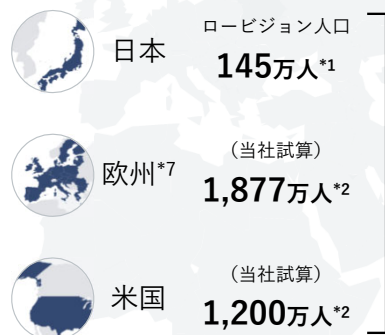 ロービジョン人口
日本
145万人*1
(当社試算)
欧州*7
1,877万人*2
(当社試算)
米国
1,200万人*2